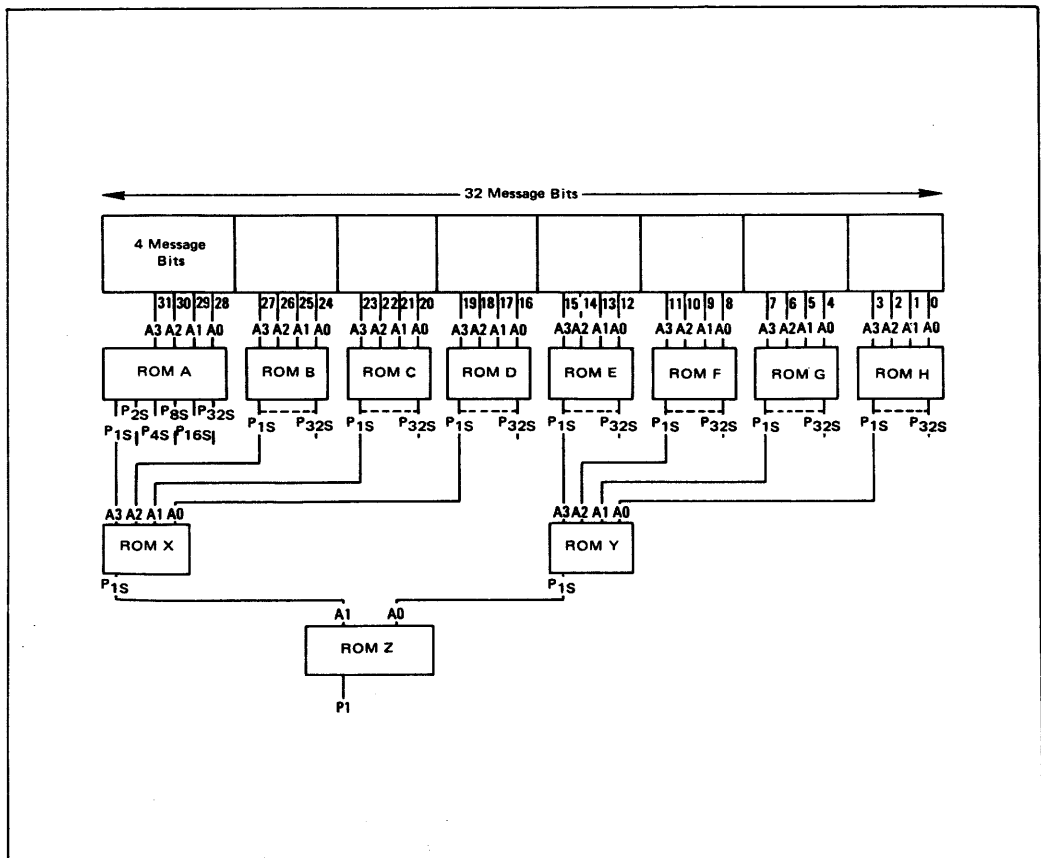 32 Message Bits
4 Message
Bits
31 30 29 28 27 26 25 24 23 22 21 20 19 18 17 16 15 14 13 12 11 10 9 8 7 6 5 4 3 2 1 0
A3 A2 A1 A0 A3 A2 A1 A0 A3 A2 A1 A0 A3 A2 A1 A0 A3 A2 A1 A0 A3 A2 A1 A0 A3 A2 A1 A0 A3 A2 A1 A0
ROM A ROM B ROM C ROM D ROM E ROM F ROM G ROM H
P2S P8S P32S
P1S P4S P16S P1S P32S P1S P32S P1S P32S P1S P32S P1S P32S P1S P32S P1S P32S
A3 A2 A1 A0 A3 A2 A1 A0
ROM X ROM Y
P1S P1S
A1 A0
ROM Z
P1